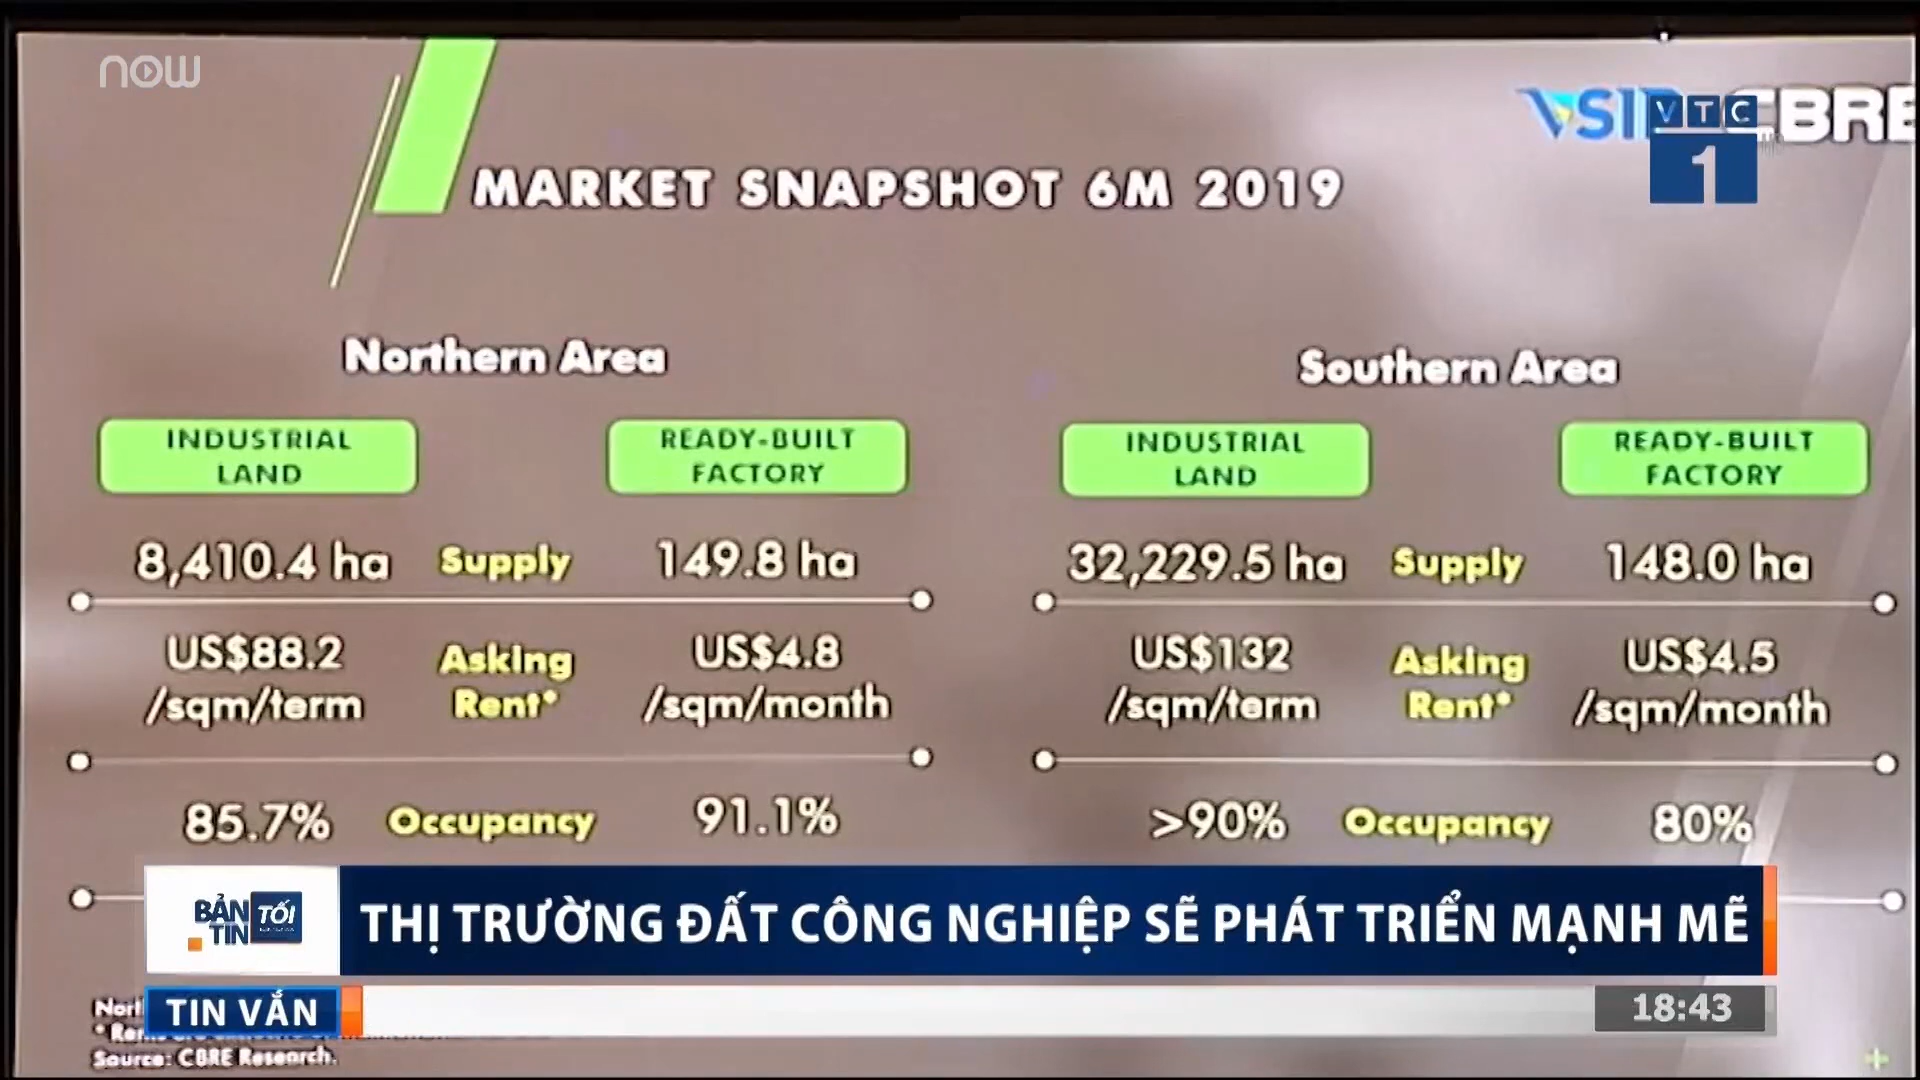 now
VSIP
CBRE
VTC
1
MARKET SNAPSHOT 6M 2019
Northern Area
Southern Area
INDUSTRIAL
LAND
READY-BUILT
FACTORY
INDUSTRIAL
LAND
READY-BUILT
FACTORY
8,410.4 ha Supply 149.8 ha
32,229.5 ha Supply 148.0 ha
US$88.2
/sqm/term
Asking
Rent*
US$4.8
/sqm/month
US$132
/sqm/term
Asking
Rent*
US$4.5
/sqm/month
85.7% Occupancy 91.1%
>90% Occupancy 80%
BẢN
TIN
TỐI
THỊ TRƯỜNG ĐẤT CÔNG NGHIỆP SẼ PHÁT TRIỂN MẠNH MẼ
TIN VẮN
18:43
Source: CBRE Research.